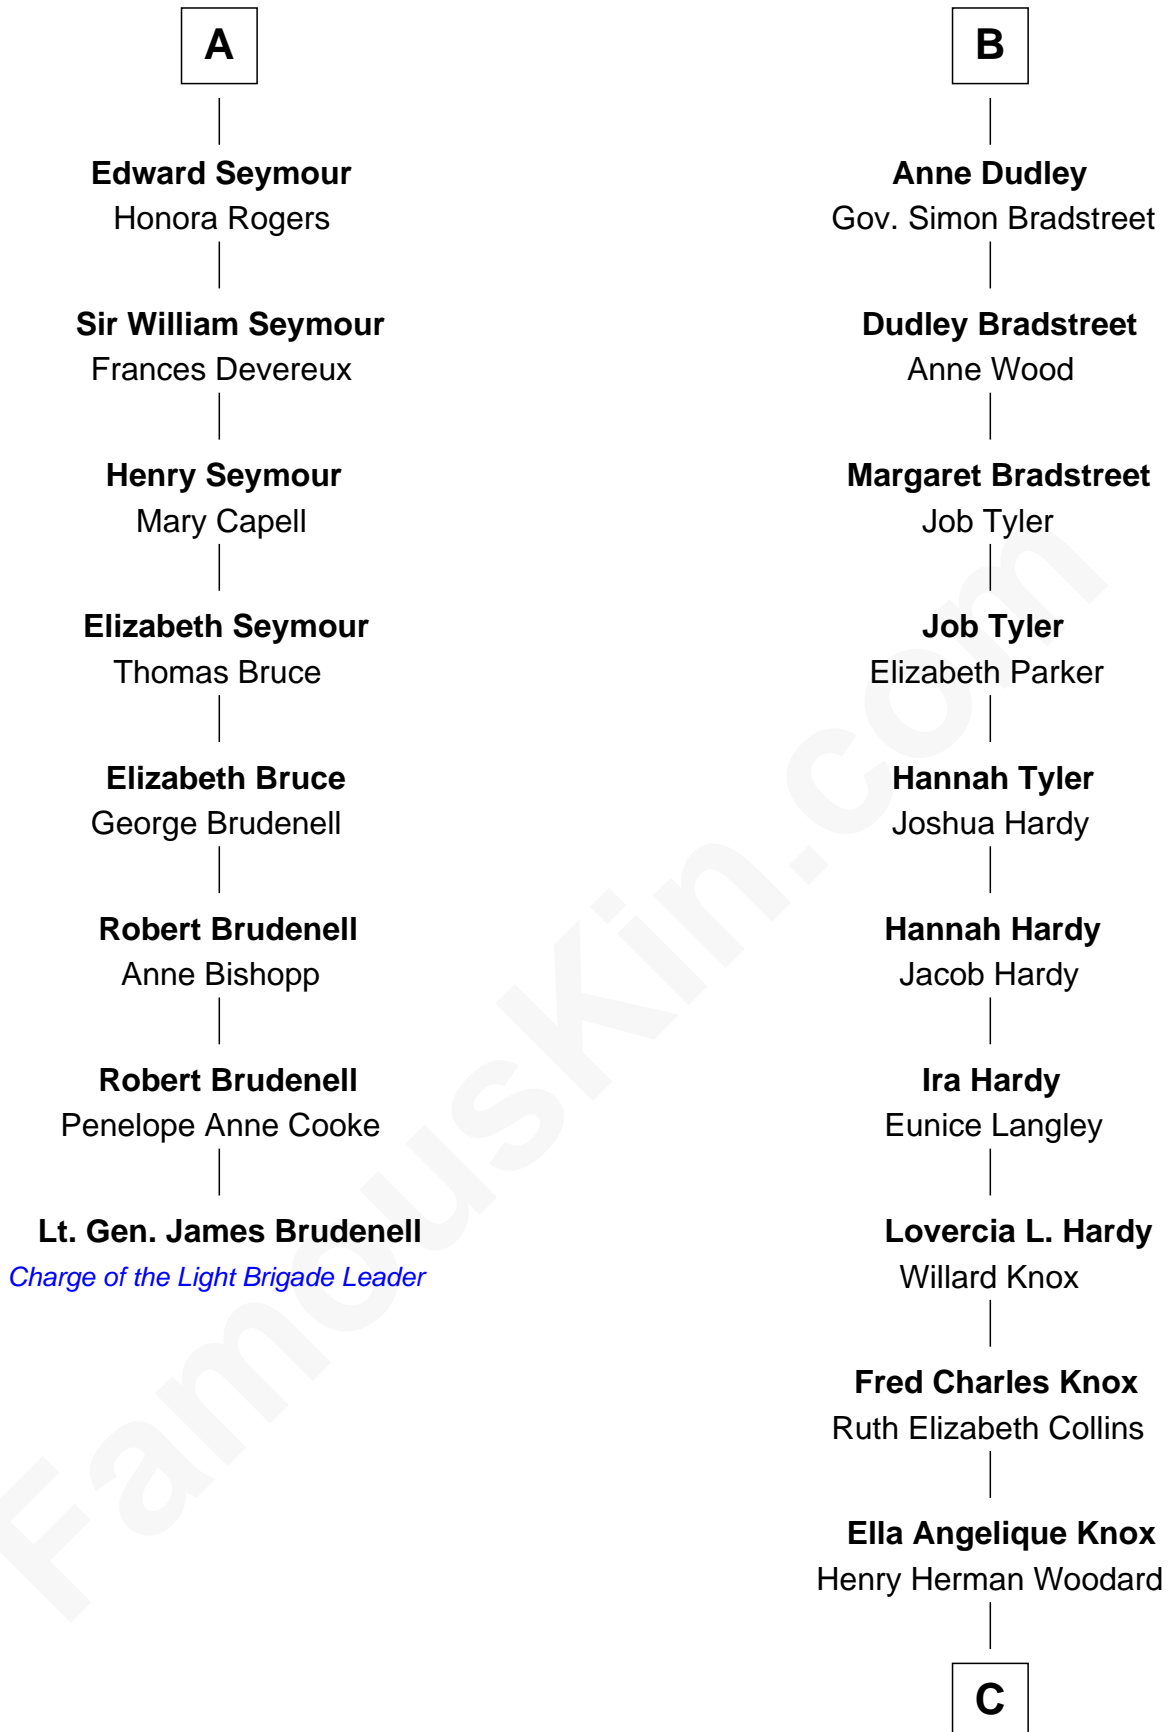 A
Edward Seymour
Honora Rogers
Sir William Seymour
Frances Devereux
Henry Seymour
Mary Capell
Elizabeth Seymour
Thomas Bruce
Elizabeth Bruce
George Brudenell
Robert Brudenell
Anne Bishopp
Robert Brudenell
Penelope Anne Cooke
Lt. Gen. James Brudenell
Charge of the Light Brigade Leader
B
Anne Dudley
Gov. Simon Bradstreet
Dudley Bradstreet
Anne Wood
Margaret Bradstreet
Job Tyler
Job Tyler
Elizabeth Parker
Hannah Tyler
Joshua Hardy
Hannah Hardy
Jacob Hardy
Ira Hardy
Eunice Langley
Lovercia L. Hardy
Willard Knox
Fred Charles Knox
Ruth Elizabeth Collins
Ella Angelique Knox
Henry Herman Woodard
C
FamousKin.com